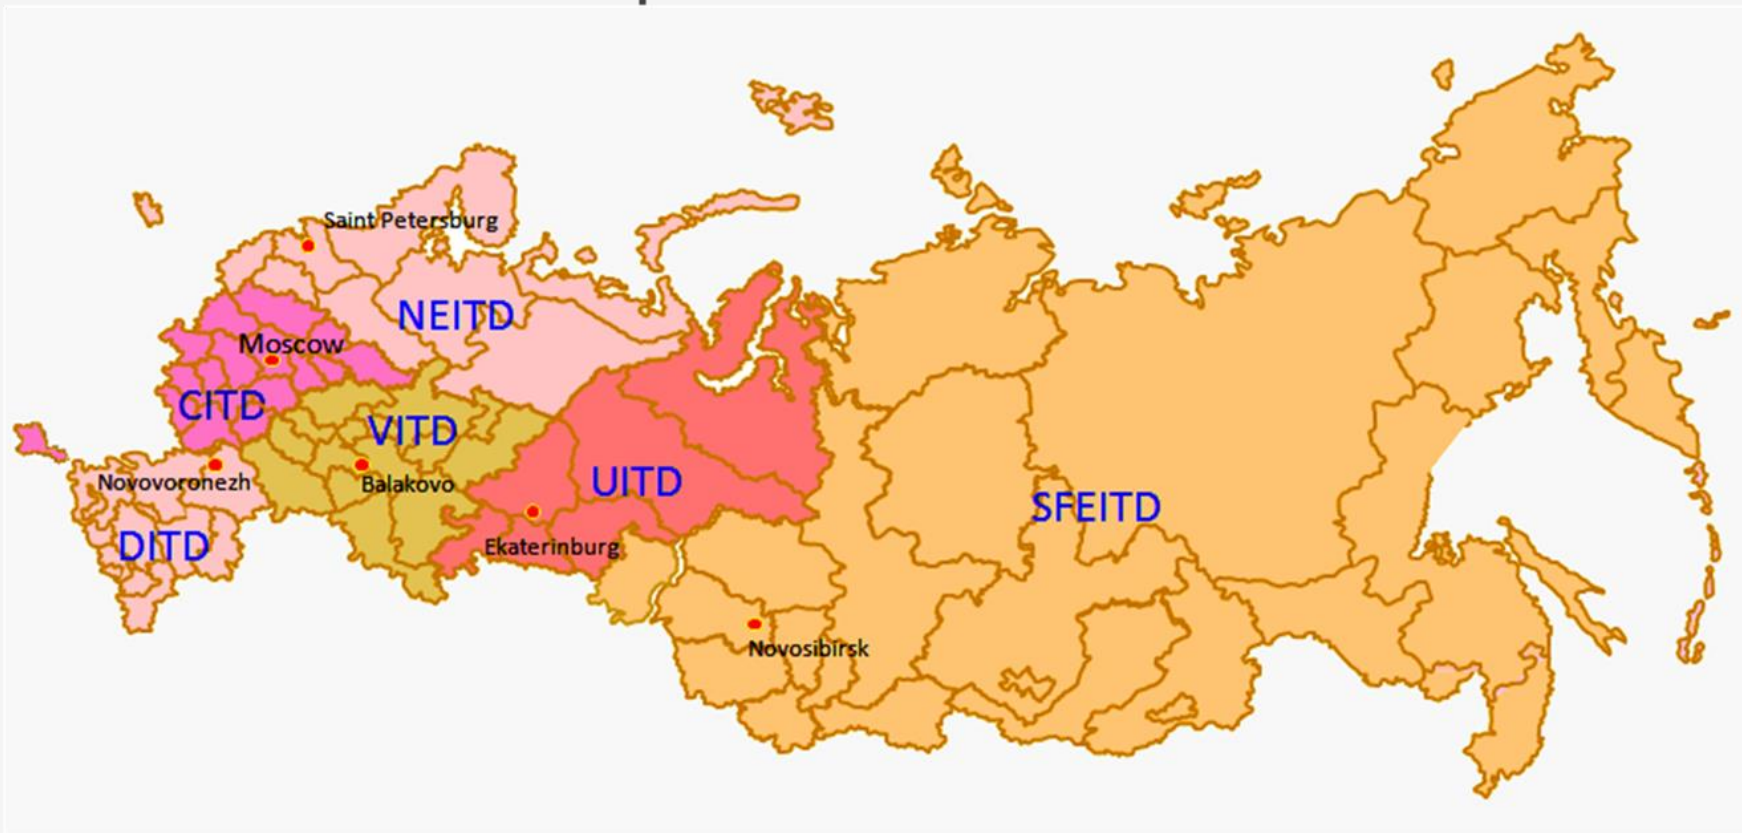 Saint Petersburg
NEITD
Moscow
CITD
VITD
Novovoronezh
Balakovo
UITD
SFEITD
DITD
Ekaterinburg
Novosibirsk